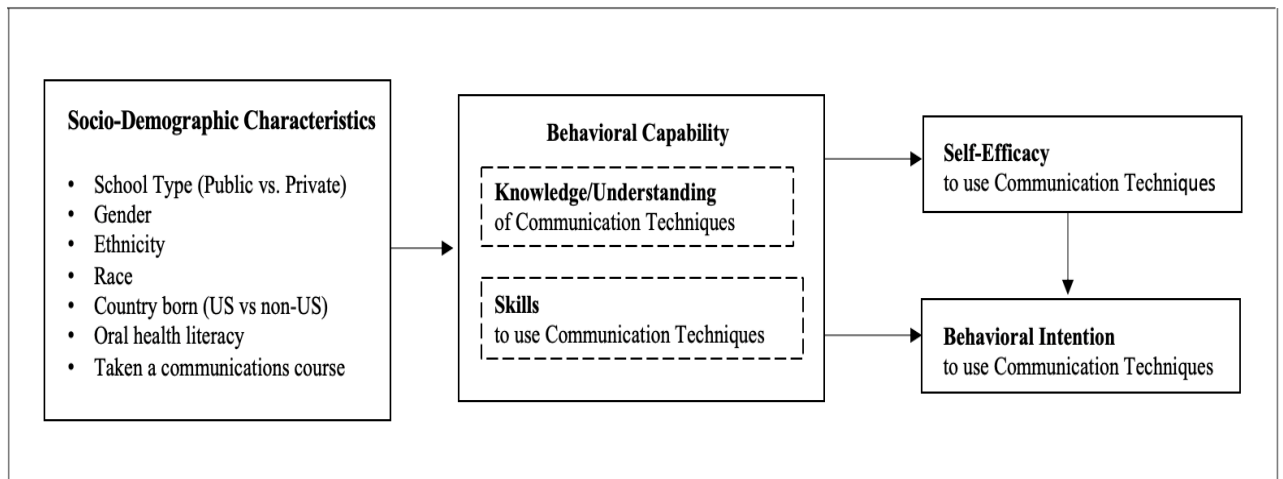 Socio-Demographic Characteristics
• School Type (Public vs. Private)
• Gender
• Ethnicity
• Race
• Country born (US vs non-US)
• Oral health literacy
• Taken a communications course
Behavioral Capability
Knowledge/Understanding
of Communication Techniques
Skills
to use Communication Techniques
Self-Efficacy
to use Communication Techniques
Behavioral Intention
to use Communication Techniques